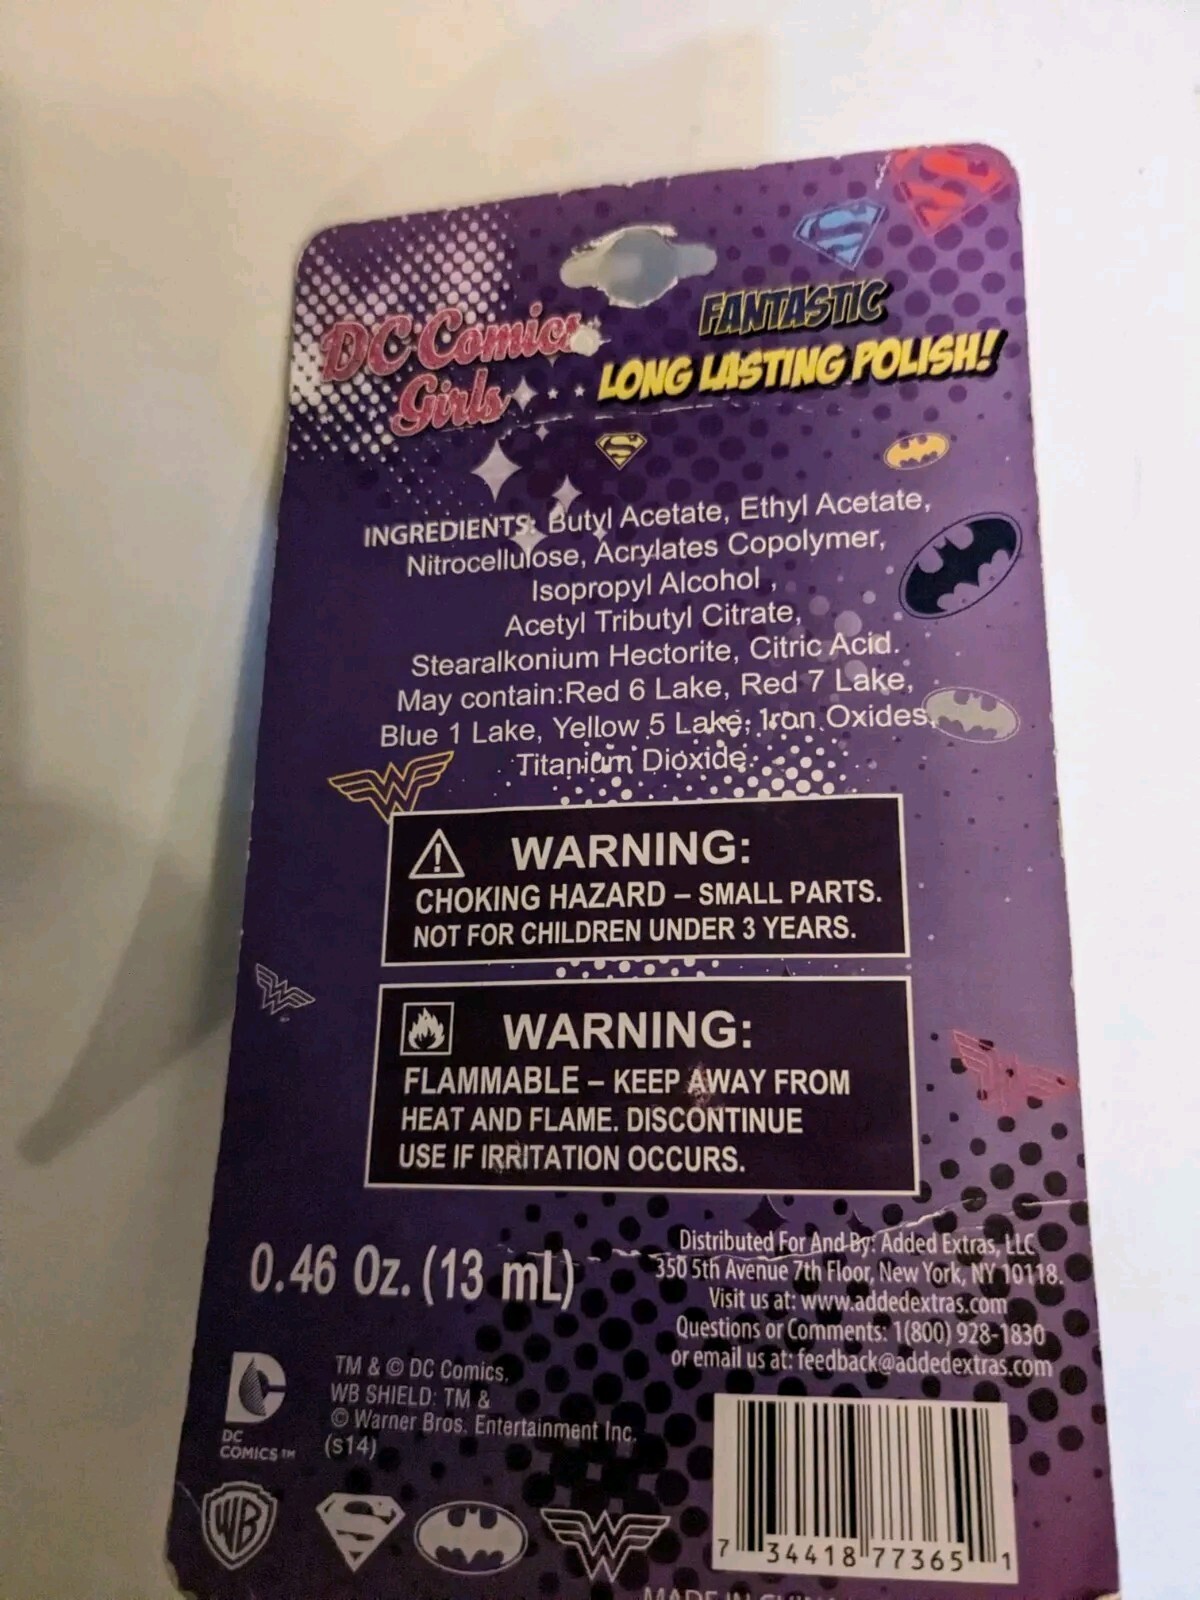 DC Comics
Girls
FANTASTIC
LONG LASTING POLISH!
INGREDIENTS: Butyl Acetate, Ethyl Acetate,
Nitrocellulose, Acrylates Copolymer,
Isopropyl Alcohol ,
Acetyl Tributyl Citrate,
Stearalkonium Hectorite, Citric Acid.
May contain:Red 6 Lake, Red 7 Lake,
Blue 1 Lake, Yellow 5 Lake, Iron Oxides,
Titanium Dioxide.
WARNING:
CHOKING HAZARD – SMALL PARTS.
NOT FOR CHILDREN UNDER 3 YEARS.
WARNING:
FLAMMABLE – KEEP AWAY FROM
HEAT AND FLAME. DISCONTINUE
USE IF IRRITATION OCCURS.
0.46 Oz. (13 mL)
Distributed For And By: Added Extras, LLC
350 5th Avenue 7th Floor, New York, NY 10118.
Visit us at: www.addedextras.com
Questions or Comments: 1(800) 928-1830
or email us at: feedback@addedextras.com
DC
COMICS™
TM & © DC Comics.
WB SHIELD: TM &
© Warner Bros. Entertainment Inc.
(s14)
WB
7 34418 77365 1
MADE IN CHINA